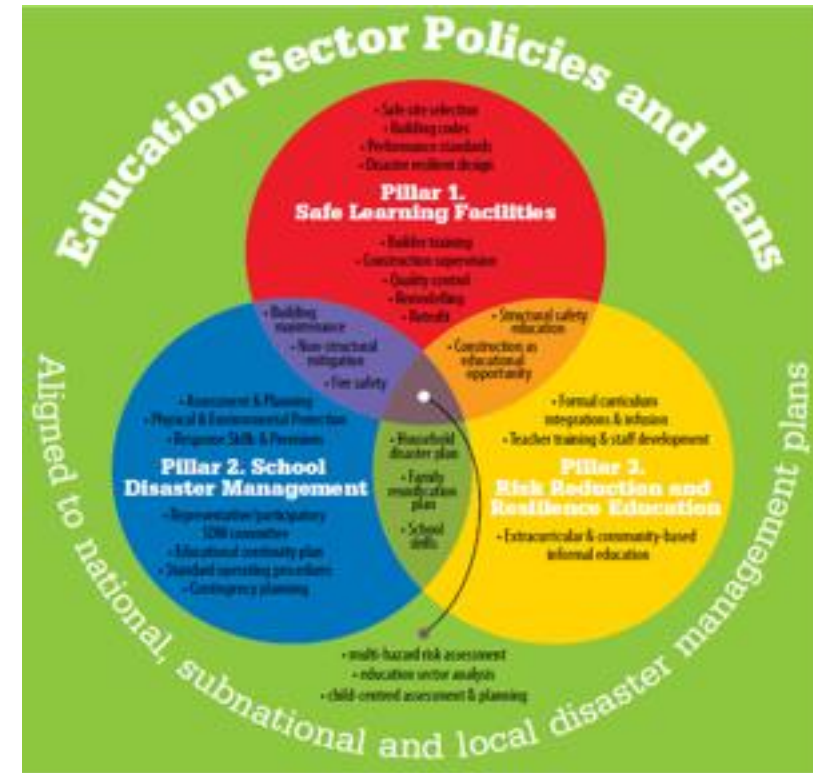 Education Sector Policies and Plans
• Safe site selection
• Building codes
• Performance standards
• Disaster resilient design
Pillar 1.
Safe Learning Facilities
• Builder training
• Construction supervision
• Quality control
• Remodelling
• Retrofit
• Building
maintenance
• Non-structural
mitigation
• Fire safety
• Structural safety
education
• Construction as
educational
opportunity
• Assessment & Planning
• Physical & Environmental Protection
• Response Skills & Provisions
Pillar 2. School
Disaster Management
• Representative/participatory
SDM committee
• Educational continuity plan
• Standard operating procedures
• Contingency planning
• Household
disaster plan
• Family
reunification
plan
• School
drills
• Formal curriculum
integrations & infusion
• Teacher training & staff development
Pillar 3.
Risk Reduction and
Resilience Education
• Extracurricular & community-based
informal education
• multi-hazard risk assessment
• education sector analysis
• child-centred assessment & planning
Aligned to national, subnational and local disaster management plans